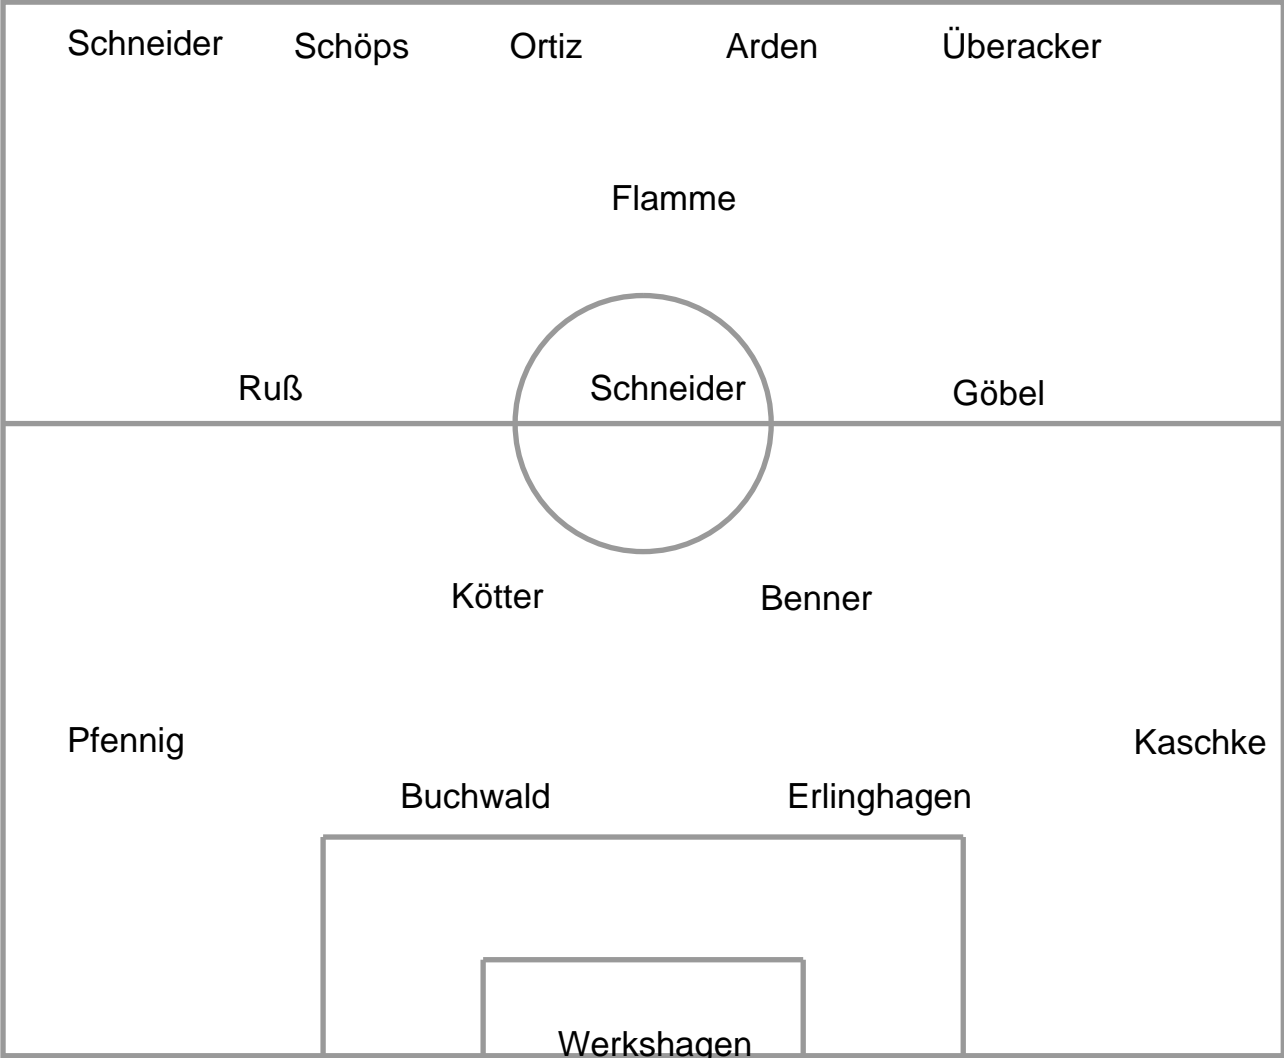 Schneider Schöps Ortiz Arden Überacker
Flamme
Ruß Schneider Göbel
Kötter Benner
Pfennig Kaschke
Buchwald Erlinghagen
Werkshagen